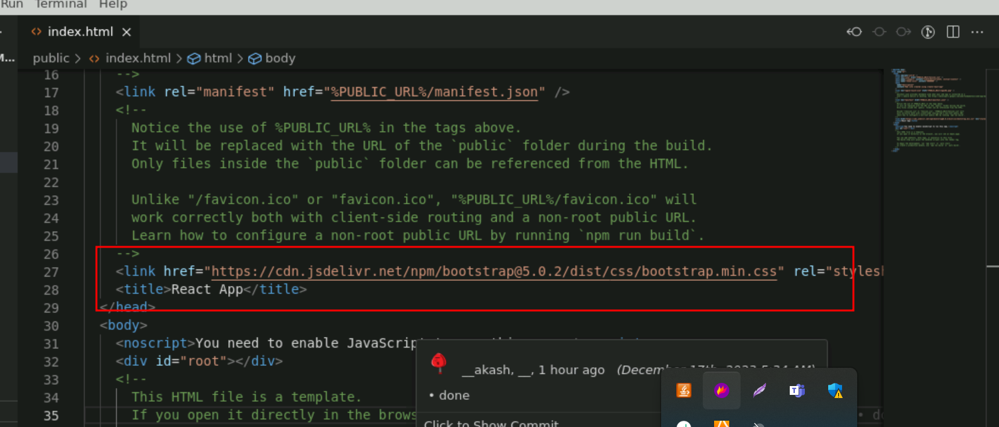 Run Terminal Help
index.html
M...
public > index.html > html > body
16 -->
17 <link rel="manifest" href="%PUBLIC_URL%/manifest.json" />
18 <!--
19 Notice the use of %PUBLIC_URL% in the tags above.
20 It will be replaced with the URL of the `public` folder during the build.
21 Only files inside the `public` folder can be referenced from the HTML.
22
23 Unlike "/favicon.ico" or "favicon.ico", "%PUBLIC_URL%/favicon.ico" will
24 work correctly both with client-side routing and a non-root public URL.
25 Learn how to configure a non-root public URL by running `npm run build`.
26 -->
27 <link href="https://cdn.jsdelivr.net/npm/bootstrap@5.0.2/dist/css/bootstrap.min.css" rel="stylesh
28 <title>React App</title>
29 </head>
30 <body>
31 <noscript>You need to enable JavaScript
32 <div id="root"></div>
33 <!--
34 This HTML file is a template.
35 If you open it directly in the brows
__akash, __, 1 hour ago (December 17th, 2023 5:34 AM)
• done
Click to Show Commit